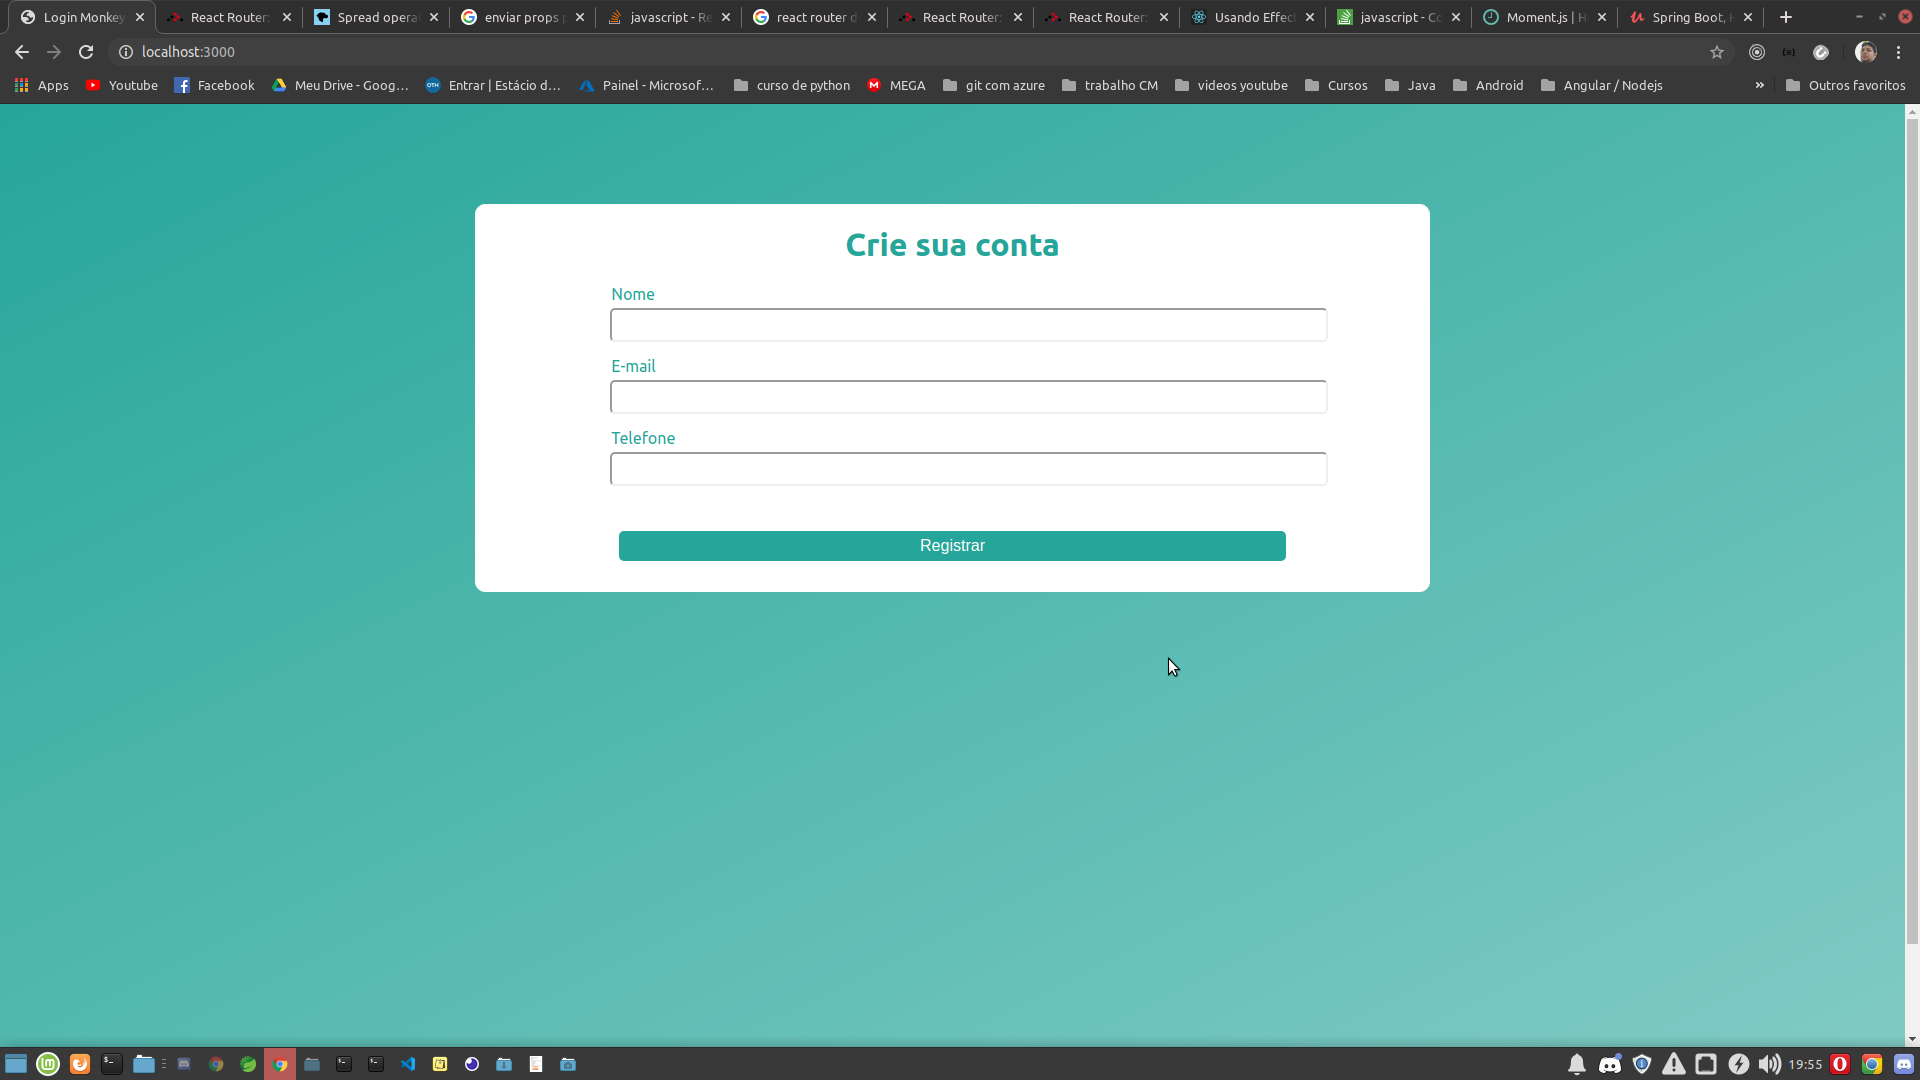 Login Monkey
React Router:
Spread opera
enviar props p
javascript - Re
react router d
React Router:
React Router:
Usando Effec
javascript - Co
Moment.js | H
Spring Boot,
localhost:3000
Apps
Youtube
Facebook
Meu Drive - Goog...
Entrar | Estácio d...
Painel - Microsof...
curso de python
MEGA
git com azure
trabalho CM
videos youtube
Cursos
Java
Android
Angular / Nodejs
»
Outros favoritos
Crie sua conta
Nome
E-mail
Telefone
Registrar
19:55